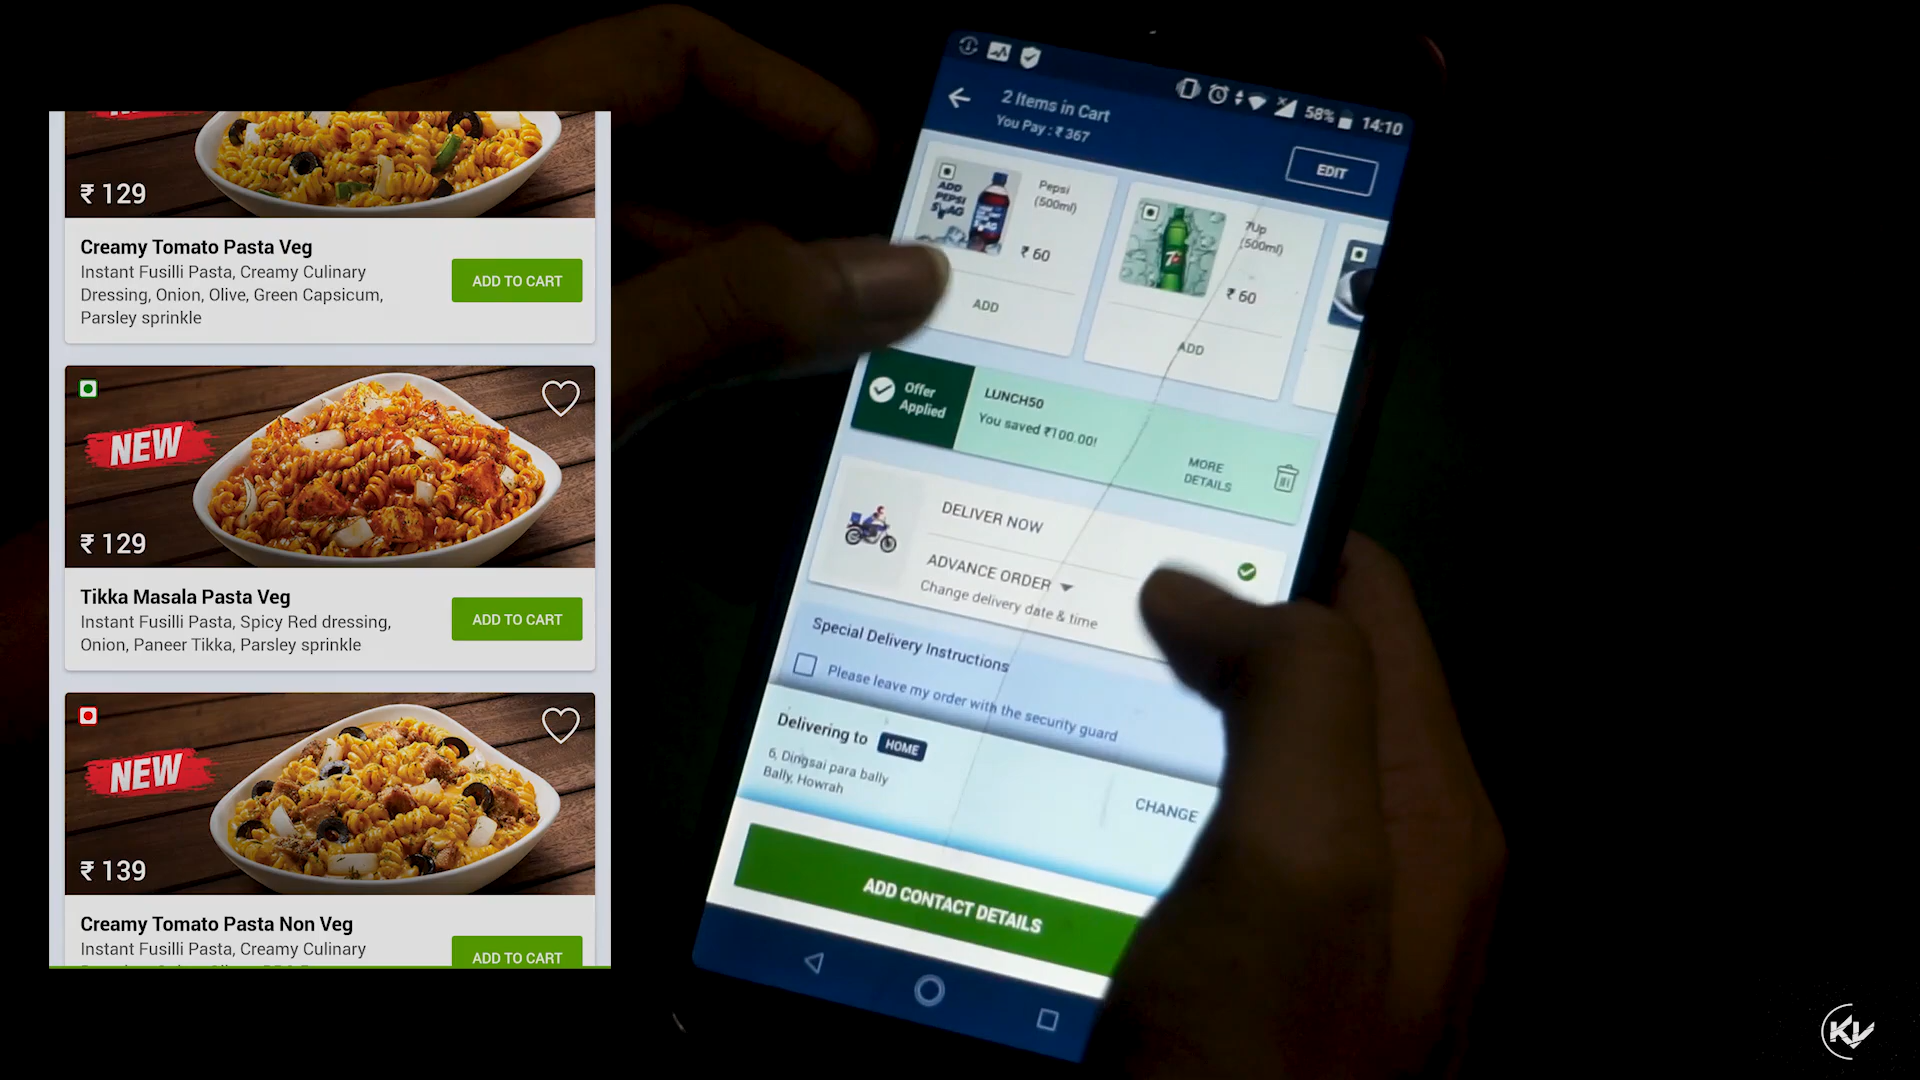 ₹ 129
Creamy Tomato Pasta Veg
Instant Fusilli Pasta, Creamy Culinary
Dressing, Onion, Olive, Green Capsicum,
Parsley sprinkle
ADD TO CART
NEW
₹ 129
Tikka Masala Pasta Veg
Instant Fusilli Pasta, Spicy Red dressing,
Onion, Paneer Tikka, Parsley sprinkle
ADD TO CART
NEW
₹ 139
Creamy Tomato Pasta Non Veg
Instant Fusilli Pasta, Creamy Culinary
ADD TO CART
58% 14:10
2 Items in Cart
You Pay : ₹ 367
EDIT
ADD
PEPSI
Pepsi
(500ml)
₹ 60
ADD
7Up
(500ml)
₹ 60
ADD
Offer
Applied
LUNCH50
You saved ₹100.00!
MORE
DETAILS
DELIVER NOW
ADVANCE ORDER
Change delivery date & time
Special Delivery Instructions
Please leave my order with the security guard
Delivering to HOME
6, Dingsai para bally
Bally, Howrah
CHANGE
ADD CONTACT DETAILS
KV